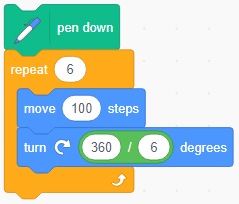 pen down
repeat 6
move 100 steps
turn 360 / 6 degrees